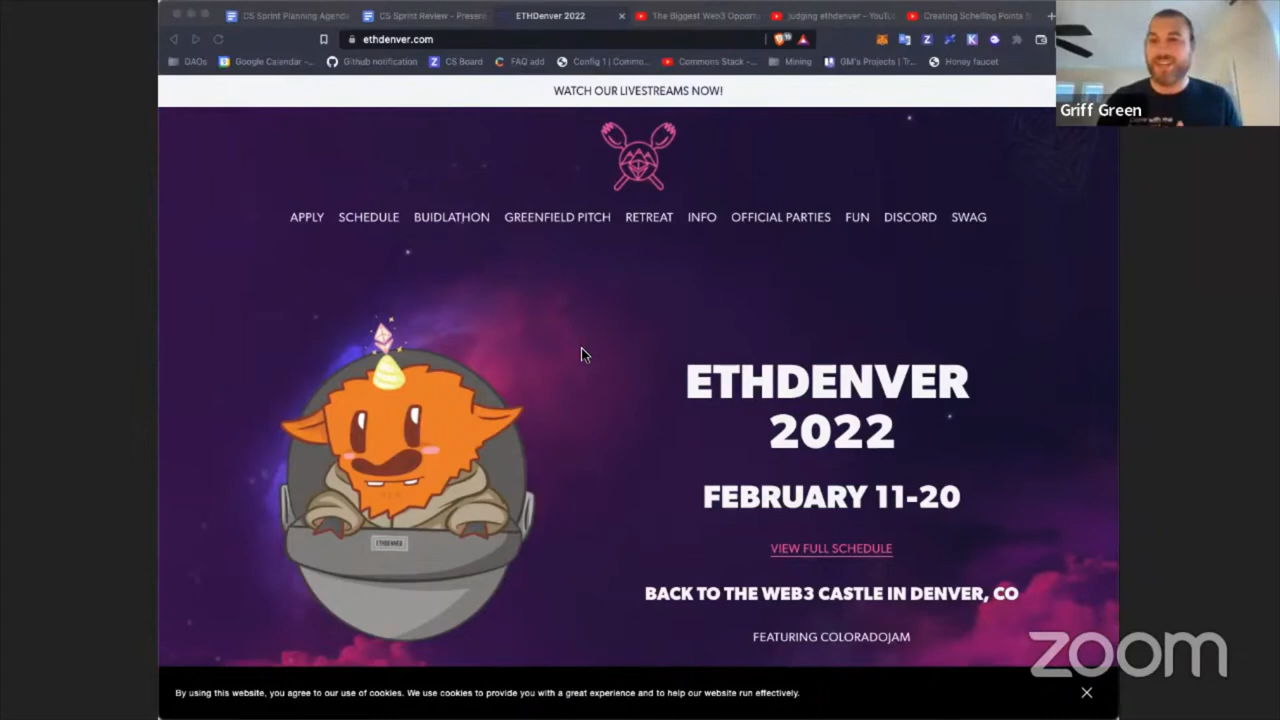 CS Sprint Planning Agenda
CS Sprint Review - Present
ETHDenver 2022
The Biggest Web3 Opport
judging ethdenver - YouTu
Creating Schelling Points
ethdenver.com
DAOs
Google Calendar -...
Github notification
CS Board
FAQ add
Config 1 | Commo...
Commons Stack -...
Mining
GM's Projects | Tr...
Honey faucet
Griff Green
WATCH OUR LIVESTREAMS NOW!
APPLY SCHEDULE BUIDLATHON GREENFIELD PITCH RETREAT INFO OFFICIAL PARTIES FUN DISCORD SWAG
ETHDENVER
2022
FEBRUARY 11-20
ETHDENVER
VIEW FULL SCHEDULE
BACK TO THE WEB3 CASTLE IN DENVER, CO
FEATURING COLORADOJAM
zoom
By using this website, you agree to our use of cookies. We use cookies to provide you with a great experience and to help our website run effectively.